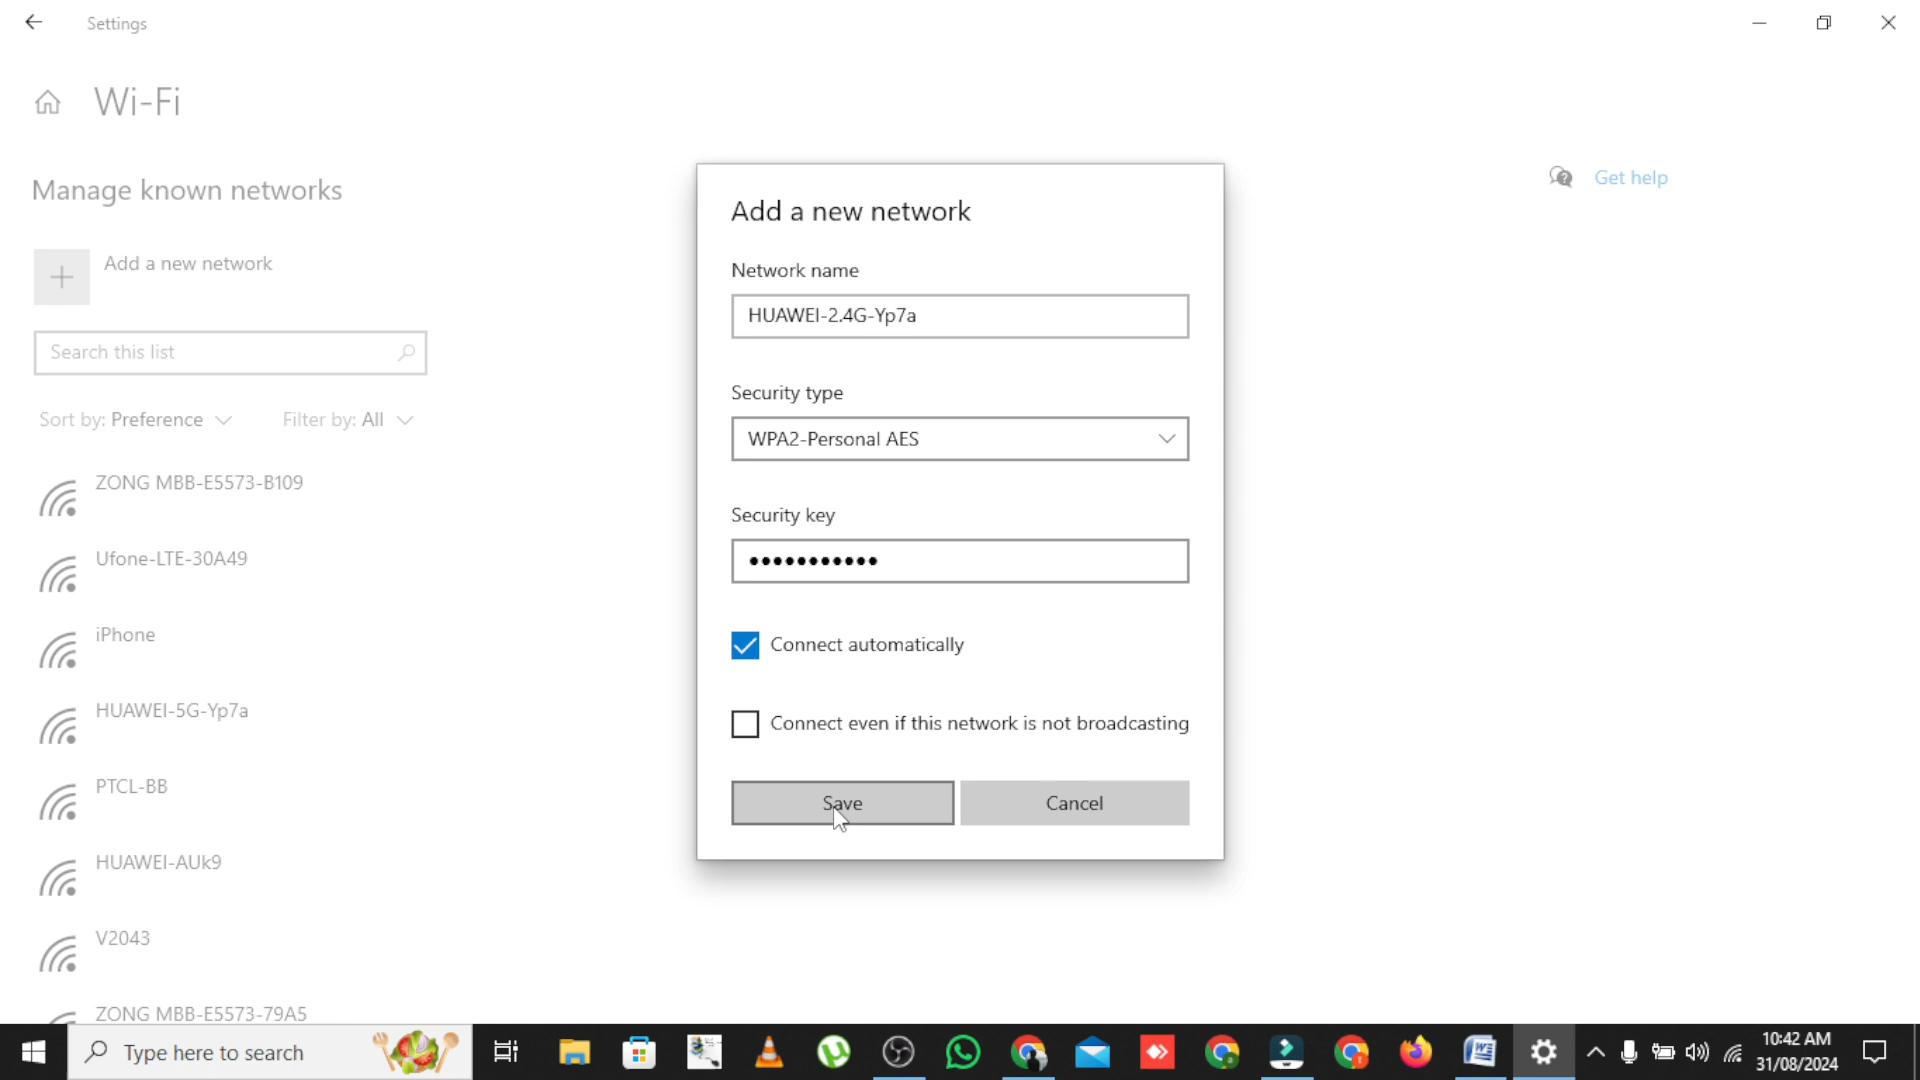 Settings
Wi-Fi
Manage known networks
Add a new network
Search this list
Sort by: Preference
Filter by: All
ZONG MBB-E5573-B109
Ufone-LTE-30A49
iPhone
HUAWEI-5G-Yp7a
PTCL-BB
HUAWEI-AUk9
V2043
ZONG MBB-E5573-79A5
Add a new network
Network name
HUAWEI-2.4G-Yp7a
Security type
WPA2-Personal AES
Security key
•••••••••••
Connect automatically
Connect even if this network is not broadcasting
Save
Cancel
Get help
Type here to search
10:42 AM
31/08/2024